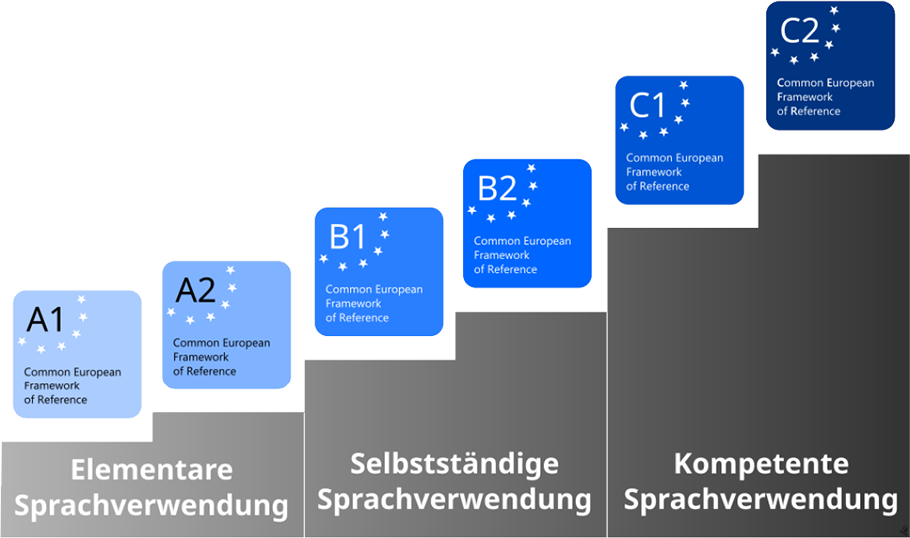 A1
Common European
Framework
of Reference
A2
Common European
Framework
of Reference
B1
Common European
Framework
of Reference
B2
Common European
Framework
of Reference
C1
Common European
Framework
of Reference
C2
Common European
Framework
of Reference
Elementare
Sprachverwendung
Selbstständige
Sprachverwendung
Kompetente
Sprachverwendung